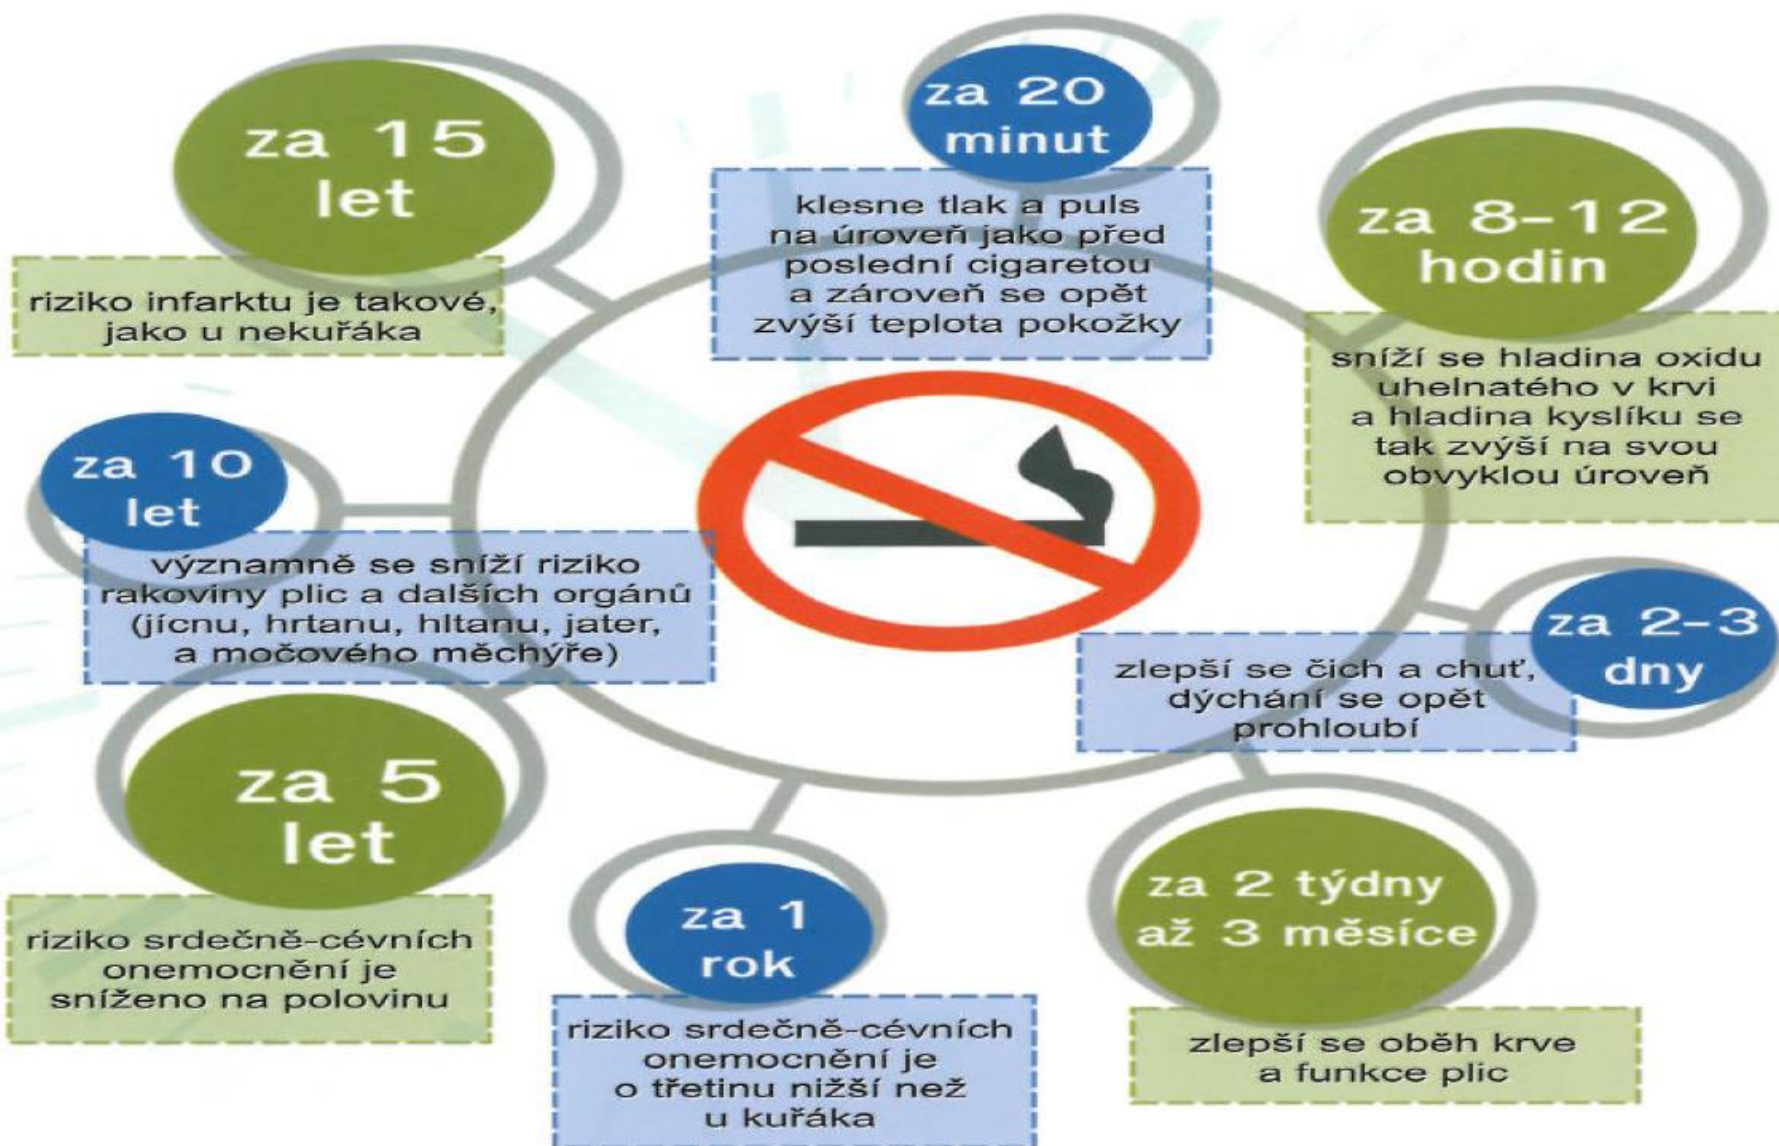 za 20
minut
klesne tlak a puls
na úroveň jako před
poslední cigaretou
a zároveň se opět
zvýší teplota pokožky
za 8-12
hodin
sníží se hladina oxidu
uhelnatého v krvi
a hladina kyslíku se
tak zvýší na svou
obvyklou úroveň
za 2-3
dny
zlepší se čich a chuť,
dýchání se opět
prohloubí
za 2 týdny
až 3 měsíce
zlepší se oběh krve
a funkce plic
za 1
rok
riziko srdečně-cévních
onemocnění je
o třetinu nižší než
u kuřáka
za 5
let
riziko srdečně-cévních
onemocnění je
sníženo na polovinu
za 10
let
významně se sníží riziko
rakoviny plic a dalších orgánů
(jícnu, hrtanu, hltanu, jater,
a močového měchýře)
za 15
let
riziko infarktu je takové,
jako u nekuřáka